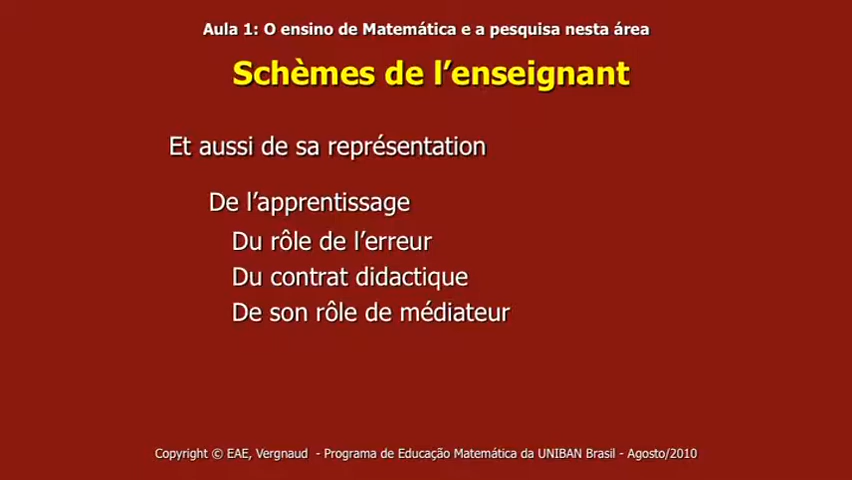 Aula 1: O ensino de Matemática e a pesquisa nesta área
Schèmes de l’enseignant
Et aussi de sa représentation
De l’apprentissage
Du rôle de l’erreur
Du contrat didactique
De son rôle de médiateur
Copyright © EAE, Vergnaud - Programa de Educação Matemática da UNIBAN Brasil - Agosto/2010